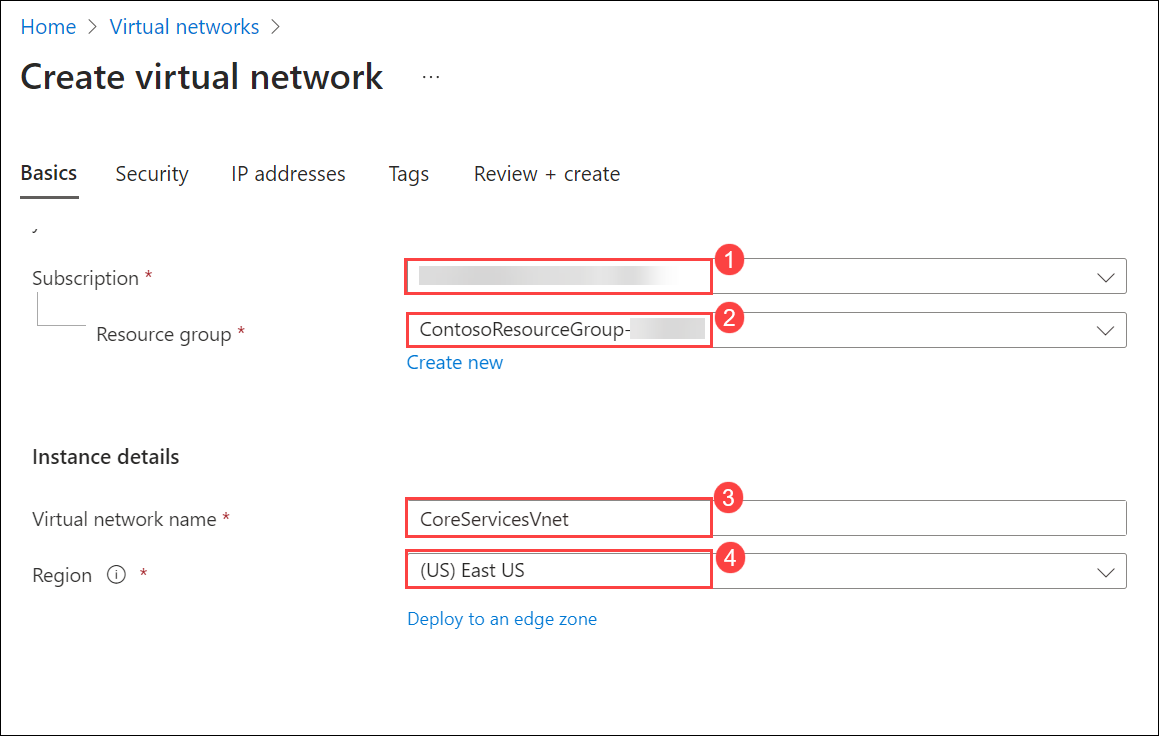 Home > Virtual networks >
Create virtual network ...
Basics Security IP addresses Tags Review + create
Subscription * 1
Resource group * ContosoResourceGroup- 2
Create new
Instance details
Virtual network name * CoreServicesVnet 3
Region ⓘ * (US) East US 4
Deploy to an edge zone